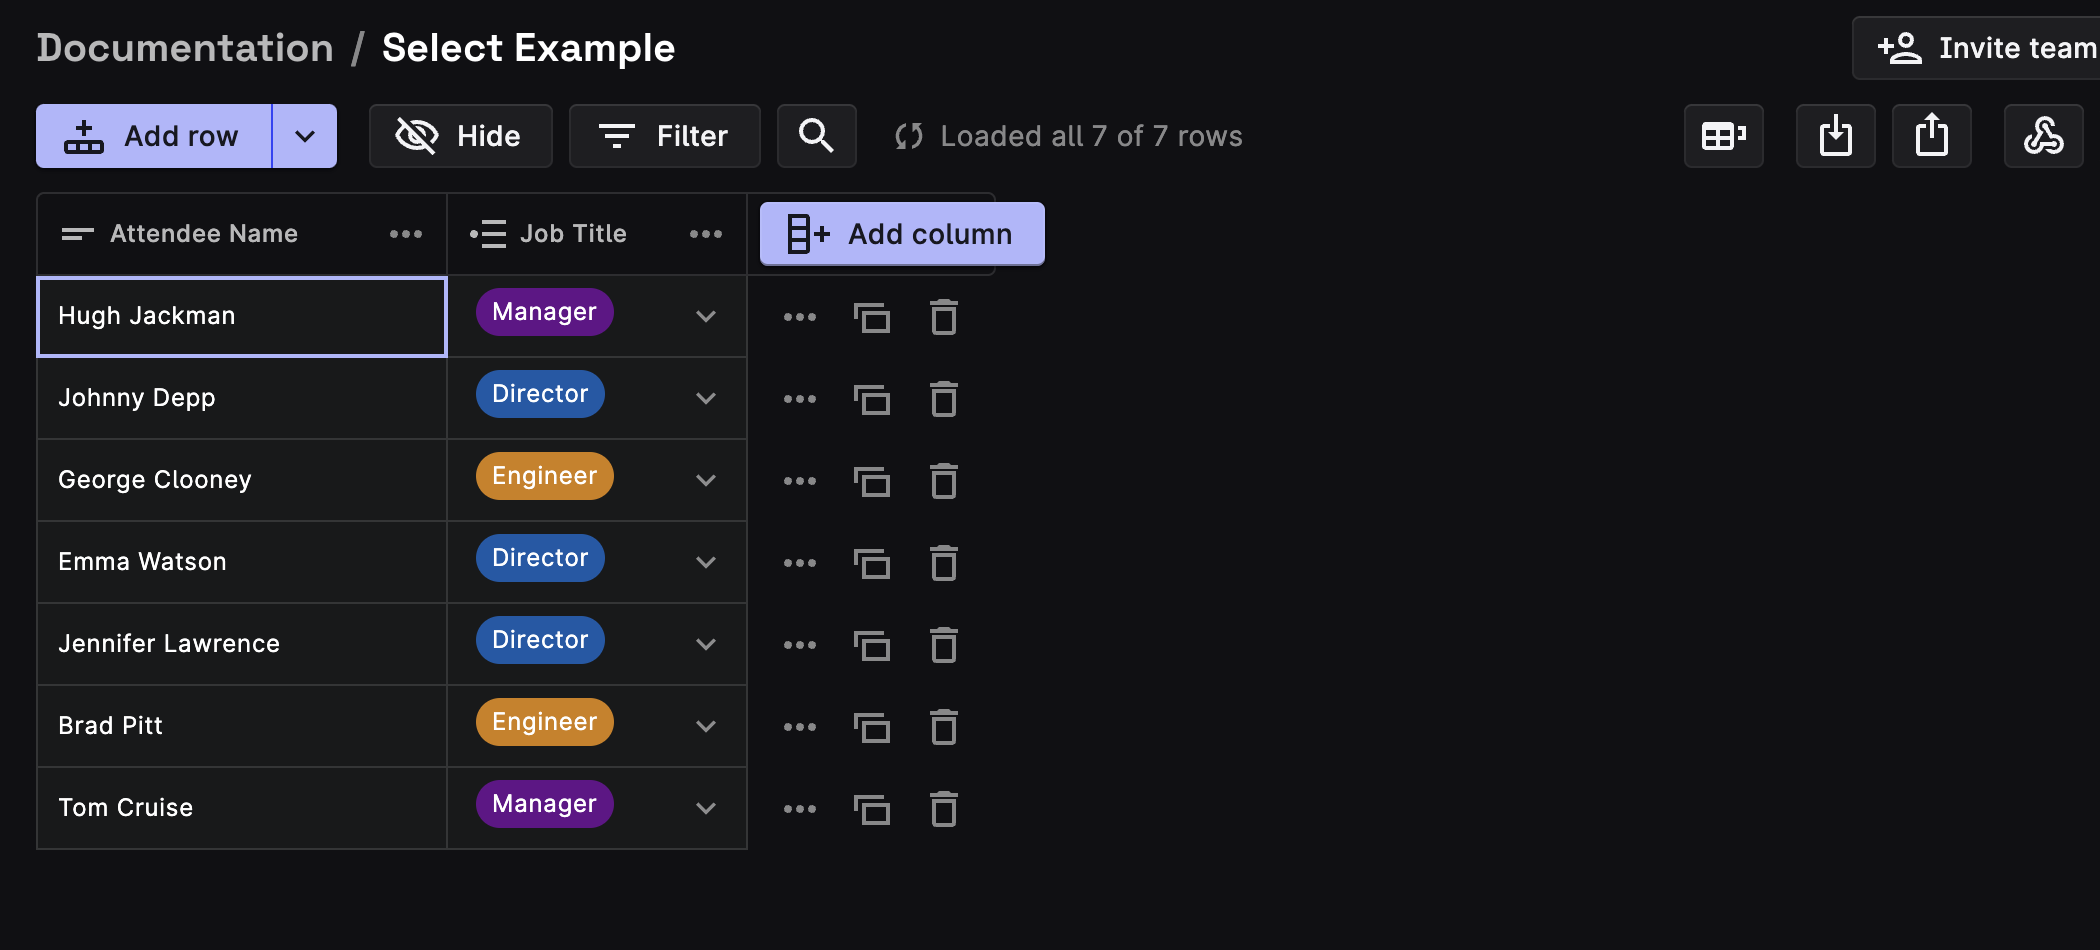 Documentation / Select Example
Invite team
Add row
Hide
Filter
Loaded all 7 of 7 rows
Attendee Name
Job Title
Add column
Hugh Jackman
Manager
Johnny Depp
Director
George Clooney
Engineer
Emma Watson
Director
Jennifer Lawrence
Director
Brad Pitt
Engineer
Tom Cruise
Manager